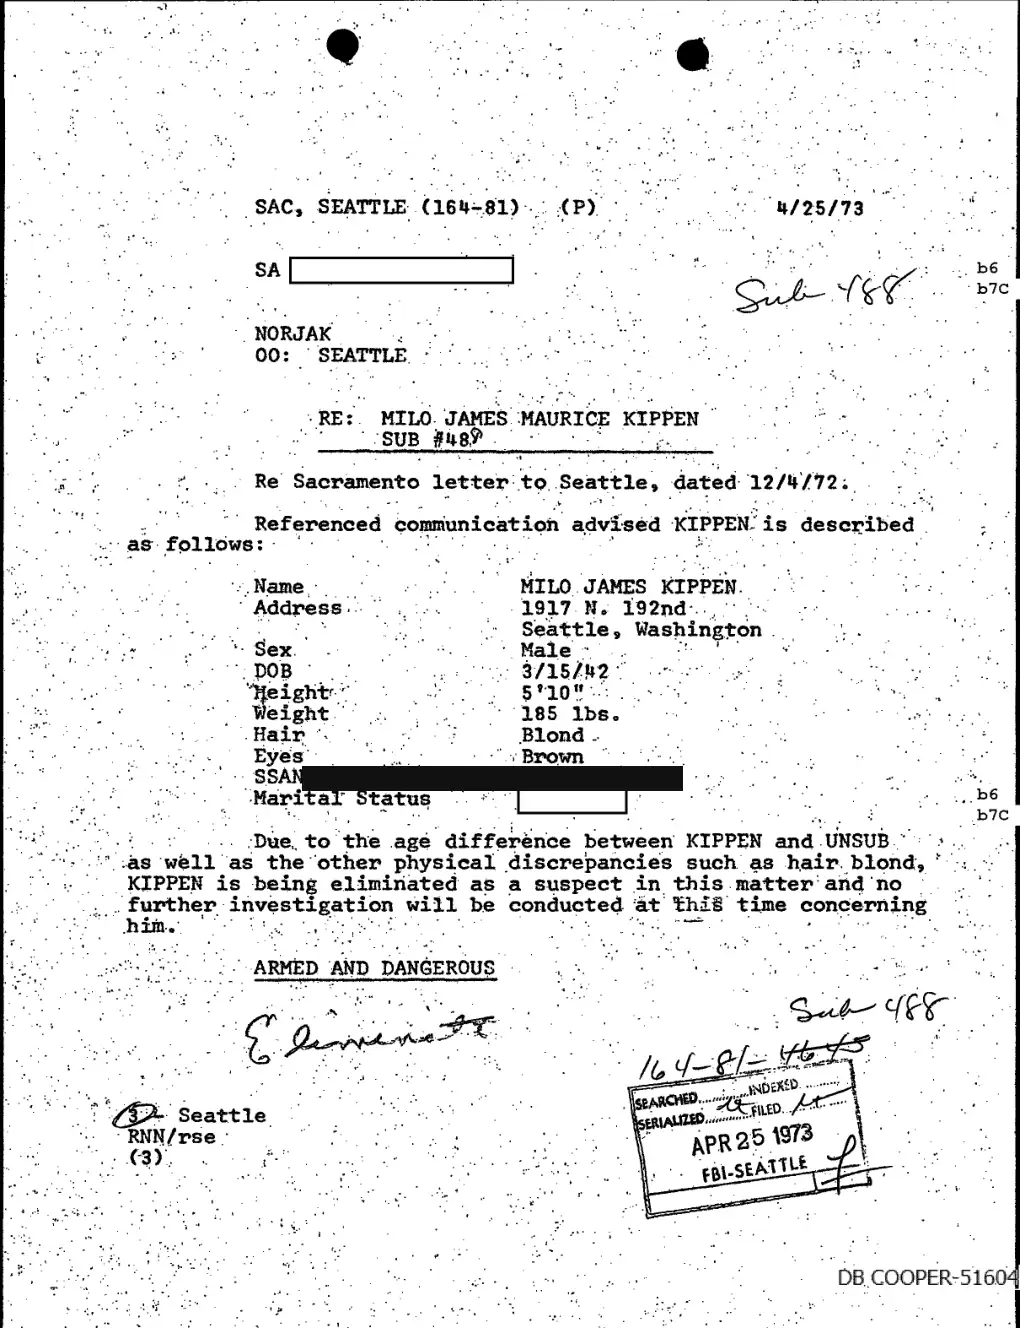 SAC, SEATTLE (164-81) (P) 4/25/73
SA
b6
b7C
Sub 488
NORJAK
OO: SEATTLE
RE: MILO JAMES MAURICE KIPPEN
SUB #488
Re Sacramento letter to Seattle, dated 12/4/72.
Referenced communication advised KIPPEN is described
as follows:
Name MILO JAMES KIPPEN
Address 1917 N. 192nd
Seattle, Washington
Sex Male
DOB 3/15/42
Height 5'10"
Weight 185 lbs.
Hair Blond
Eyes Brown
SSAN
Marital Status
b6
b7C
Due to the age difference between KIPPEN and UNSUB
as well as the other physical discrepancies such as hair blond,
KIPPEN is being eliminated as a suspect in this matter and no
further investigation will be conducted at this time concerning
him.
ARMED AND DANGEROUS
Eliminate
Sub 488
164-81-4645
SEARCHED INDEXED
SERIALIZED FILED
APR 25 1973
FBI-SEATTLE
3 - Seattle
RNN/rse
(3)
DB COOPER-51604